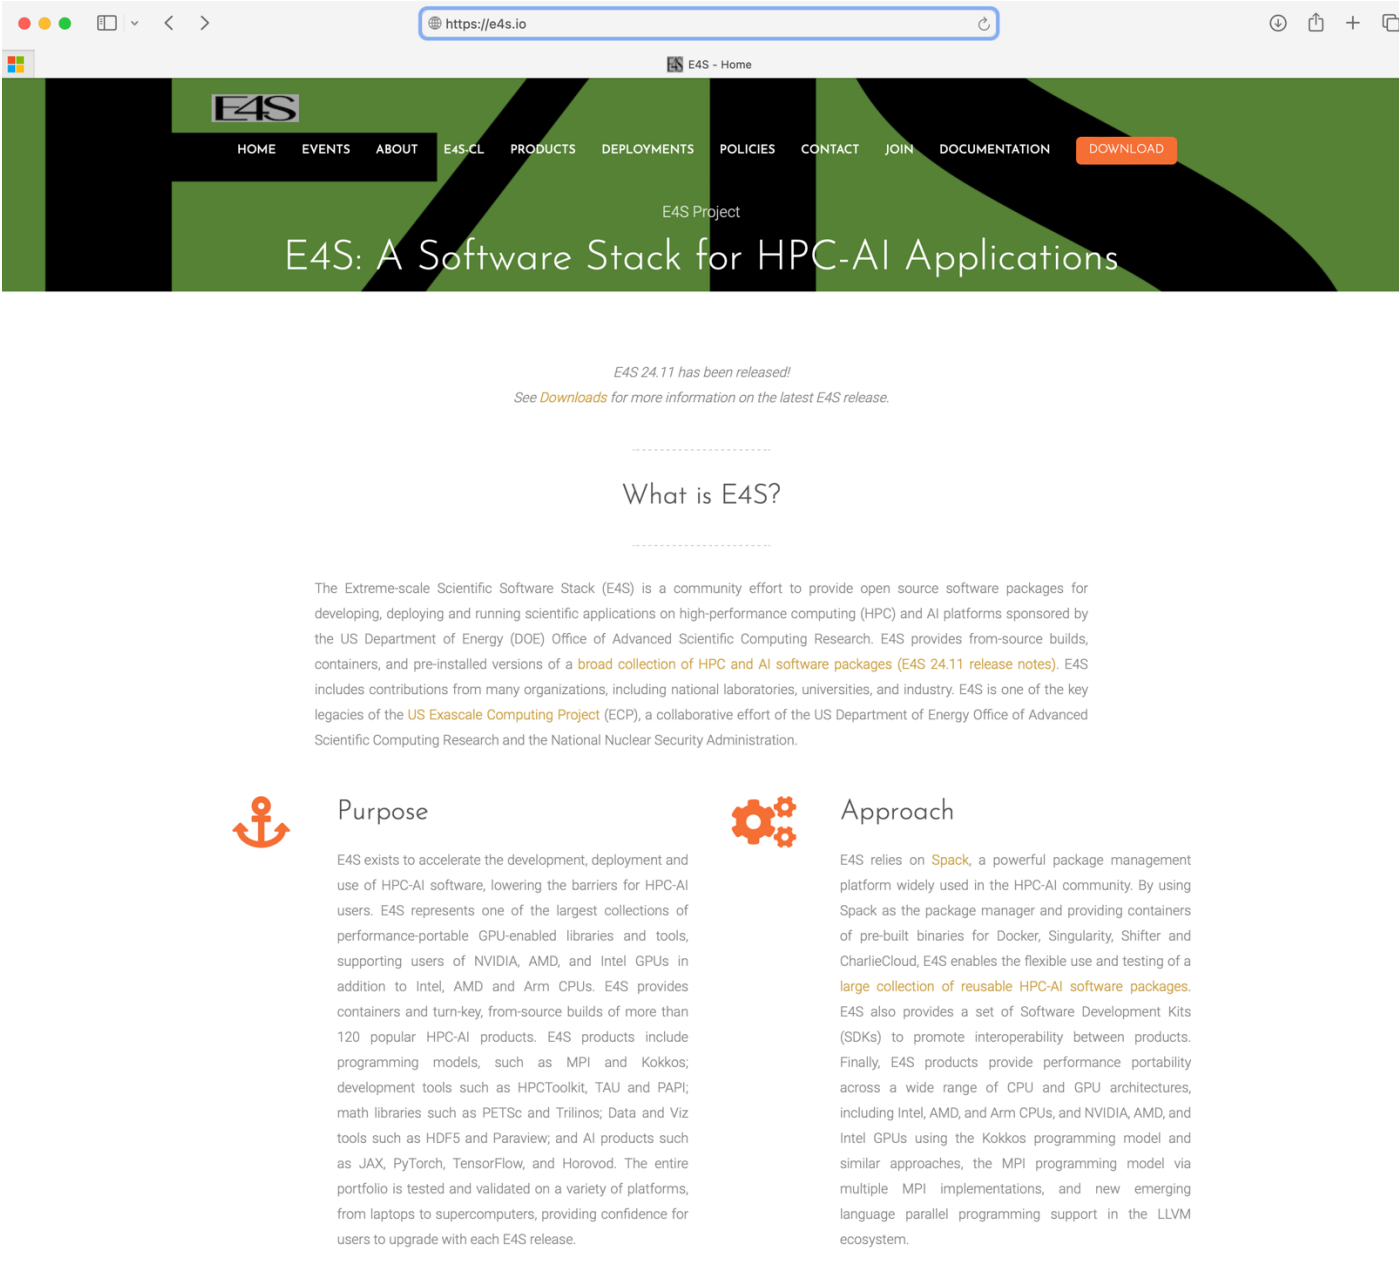 https://e4s.io
E4S - Home
E4S
HOME EVENTS ABOUT E4S-CL PRODUCTS DEPLOYMENTS POLICIES CONTACT JOIN DOCUMENTATION DOWNLOAD
E4S Project
E4S: A Software Stack for HPC-AI Applications
E4S 24.11 has been released!
See Downloads for more information on the latest E4S release.
What is E4S?
The Extreme-scale Scientific Software Stack (E4S) is a community effort to provide open source software packages for
developing, deploying and running scientific applications on high-performance computing (HPC) and AI platforms sponsored by
the US Department of Energy (DOE) Office of Advanced Scientific Computing Research. E4S provides from-source builds,
containers, and pre-installed versions of a broad collection of HPC and AI software packages (E4S 24.11 release notes). E4S
includes contributions from many organizations, including national laboratories, universities, and industry. E4S is one of the key
legacies of the US Exascale Computing Project (ECP), a collaborative effort of the US Department of Energy Office of Advanced
Scientific Computing Research and the National Nuclear Security Administration.
Purpose
E4S exists to accelerate the development, deployment and
use of HPC-AI software, lowering the barriers for HPC-AI
users. E4S represents one of the largest collections of
performance-portable GPU-enabled libraries and tools,
supporting users of NVIDIA, AMD, and Intel GPUs in
addition to Intel, AMD and Arm CPUs. E4S provides
containers and turn-key, from-source builds of more than
120 popular HPC-AI products. E4S products include
programming models, such as MPI and Kokkos;
development tools such as HPCToolkit, TAU and PAPI;
math libraries such as PETSc and Trilinos; Data and Viz
tools such as HDF5 and Paraview; and AI products such
as JAX, PyTorch, TensorFlow, and Horovod. The entire
portfolio is tested and validated on a variety of platforms,
from laptops to supercomputers, providing confidence for
users to upgrade with each E4S release.
Approach
E4S relies on Spack, a powerful package management
platform widely used in the HPC-AI community. By using
Spack as the package manager and providing containers
of pre-built binaries for Docker, Singularity, Shifter and
CharlieCloud, E4S enables the flexible use and testing of a
large collection of reusable HPC-AI software packages.
E4S also provides a set of Software Development Kits
(SDKs) to promote interoperability between products.
Finally, E4S products provide performance portability
across a wide range of CPU and GPU architectures,
including Intel, AMD, and Arm CPUs, and NVIDIA, AMD, and
Intel GPUs using the Kokkos programming model and
similar approaches, the MPI programming model via
multiple MPI implementations, and new emerging
language parallel programming support in the LLVM
ecosystem.